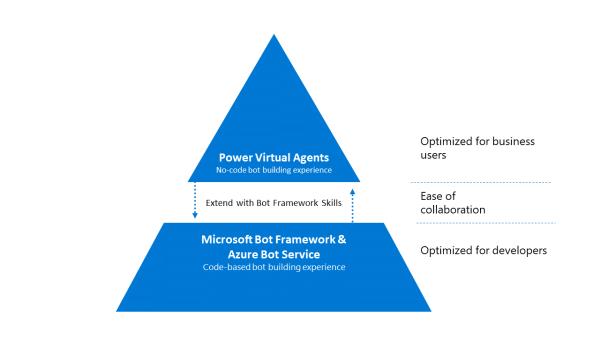 Power Virtual Agents
No-code bot building experience
Optimized for business
users
Extend with Bot Framework Skills
Ease of
collaboration
Microsoft Bot Framework &
Azure Bot Service
Code-based bot building experience
Optimized for developers